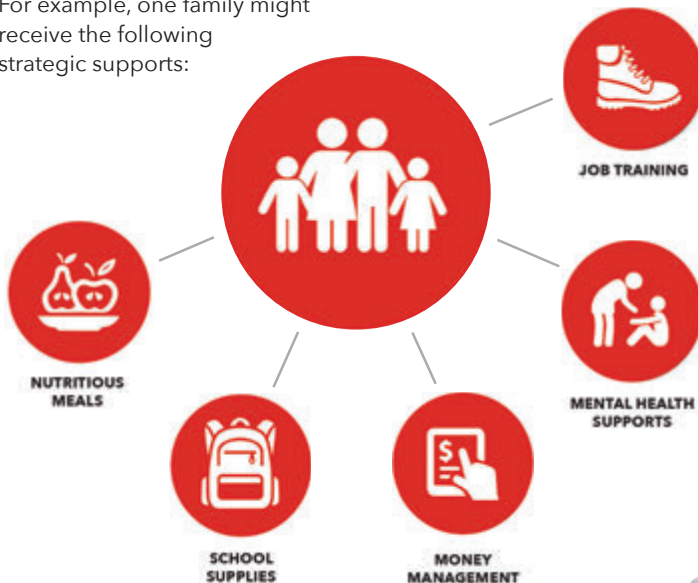 For example, one family might
receive the following
strategic supports:
JOB TRAINING
NUTRITIOUS
MEALS
MENTAL HEALTH
SUPPORTS
SCHOOL
SUPPLIES
$
MONEY
MANAGEMENT